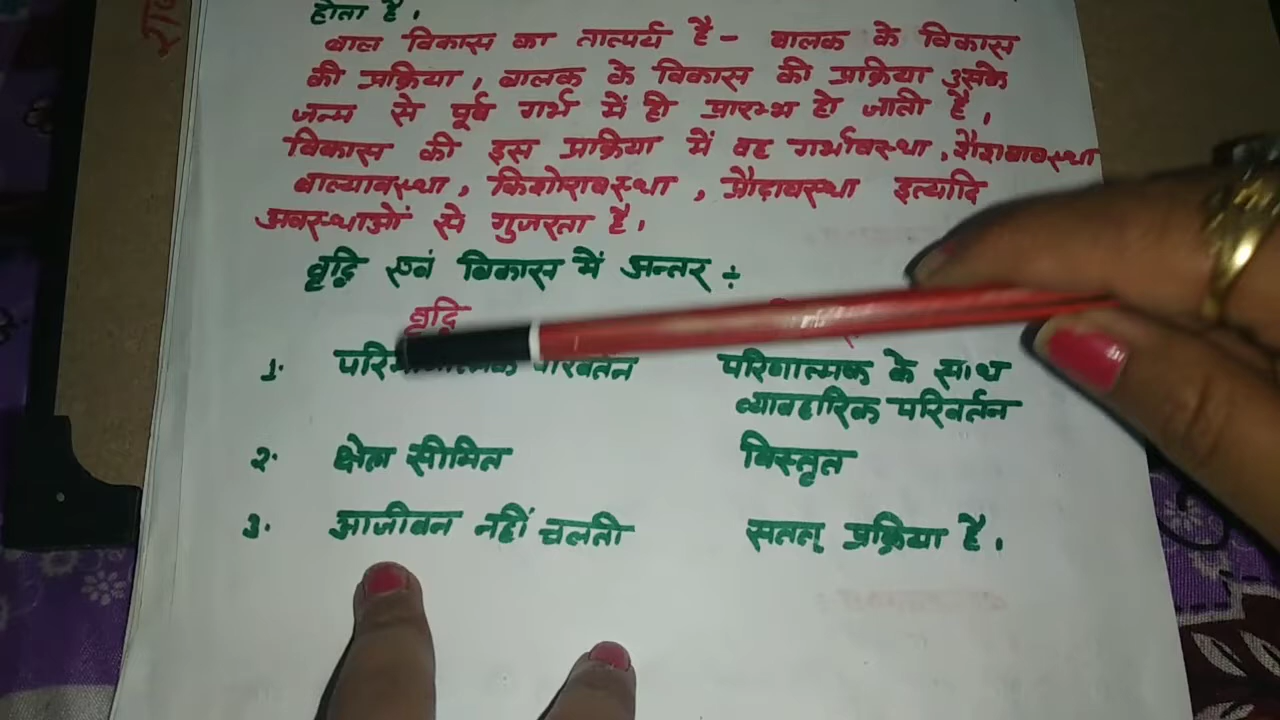 होता है.
बाल विकास का तात्पर्य है - बालक के विकास
की प्रक्रिया, बालक के विकास की प्रक्रिया उसके
जन्म से पूर्व गर्भ में ही प्रारम्भ हो जाती है,
विकास की इस प्रक्रिया में वह गर्भावस्था, शैशवावस्था
बाल्यावस्था, किशोरावस्था, प्रौढावस्था इत्यादि
अवस्थाओं से गुजरता है.
वृद्धि एवं विकास में अन्तर ÷
वृद्धि
1. परिवर्तन परिणात्मक के साथ
व्यावहारिक परिवर्तन
2. क्षेत्र सीमित विस्तृत
3. आजीवन नहीं चलती सतत् प्रक्रिया है.